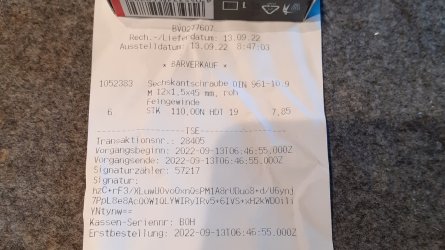 BV0277607
Rech.-/Lieferdatum: 13.09.22
Ausstelldatum: 13.09.22 8:47:03
* BARVERKAUF *
1052383 Sechskantschraube DIN 961-10.9
M 12x1,5x45 mm, roh
Feingewinde
6 STK 110,00N HDT 19 7,85
TSE
Transaktionsnr.: 28405
Vorgangsbeginn: 2022-09-13T06:46:55.000Z
Vorgangsende: 2022-09-13T06:46:55.000Z
Signaturzähler: 57217
Signatur:
YNtynw==
Kassen-Seriennr: BOH
Erstbestellung: 2022-09-13T06:46:55.000Z